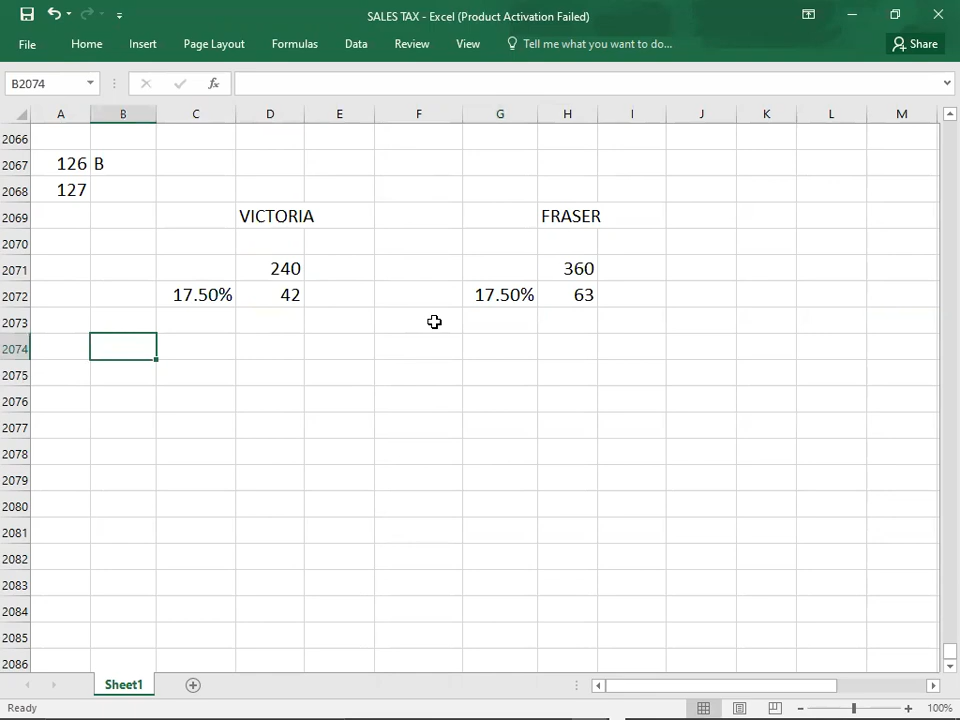 SALES TAX - Excel (Product Activation Failed)
File Home Insert Page Layout Formulas Data Review View Tell me what you want to do... Share
B2074 fx
A B C D E F G H I J K L M
2066
2067 126 B
2068 127
2069 VICTORIA FRASER
2070
2071 240 360
2072 17.50% 42 17.50% 63
2073
2074
2075
2076
2077
2078
2079
2080
2081
2082
2083
2084
2085
2086
Sheet1
Ready 100%